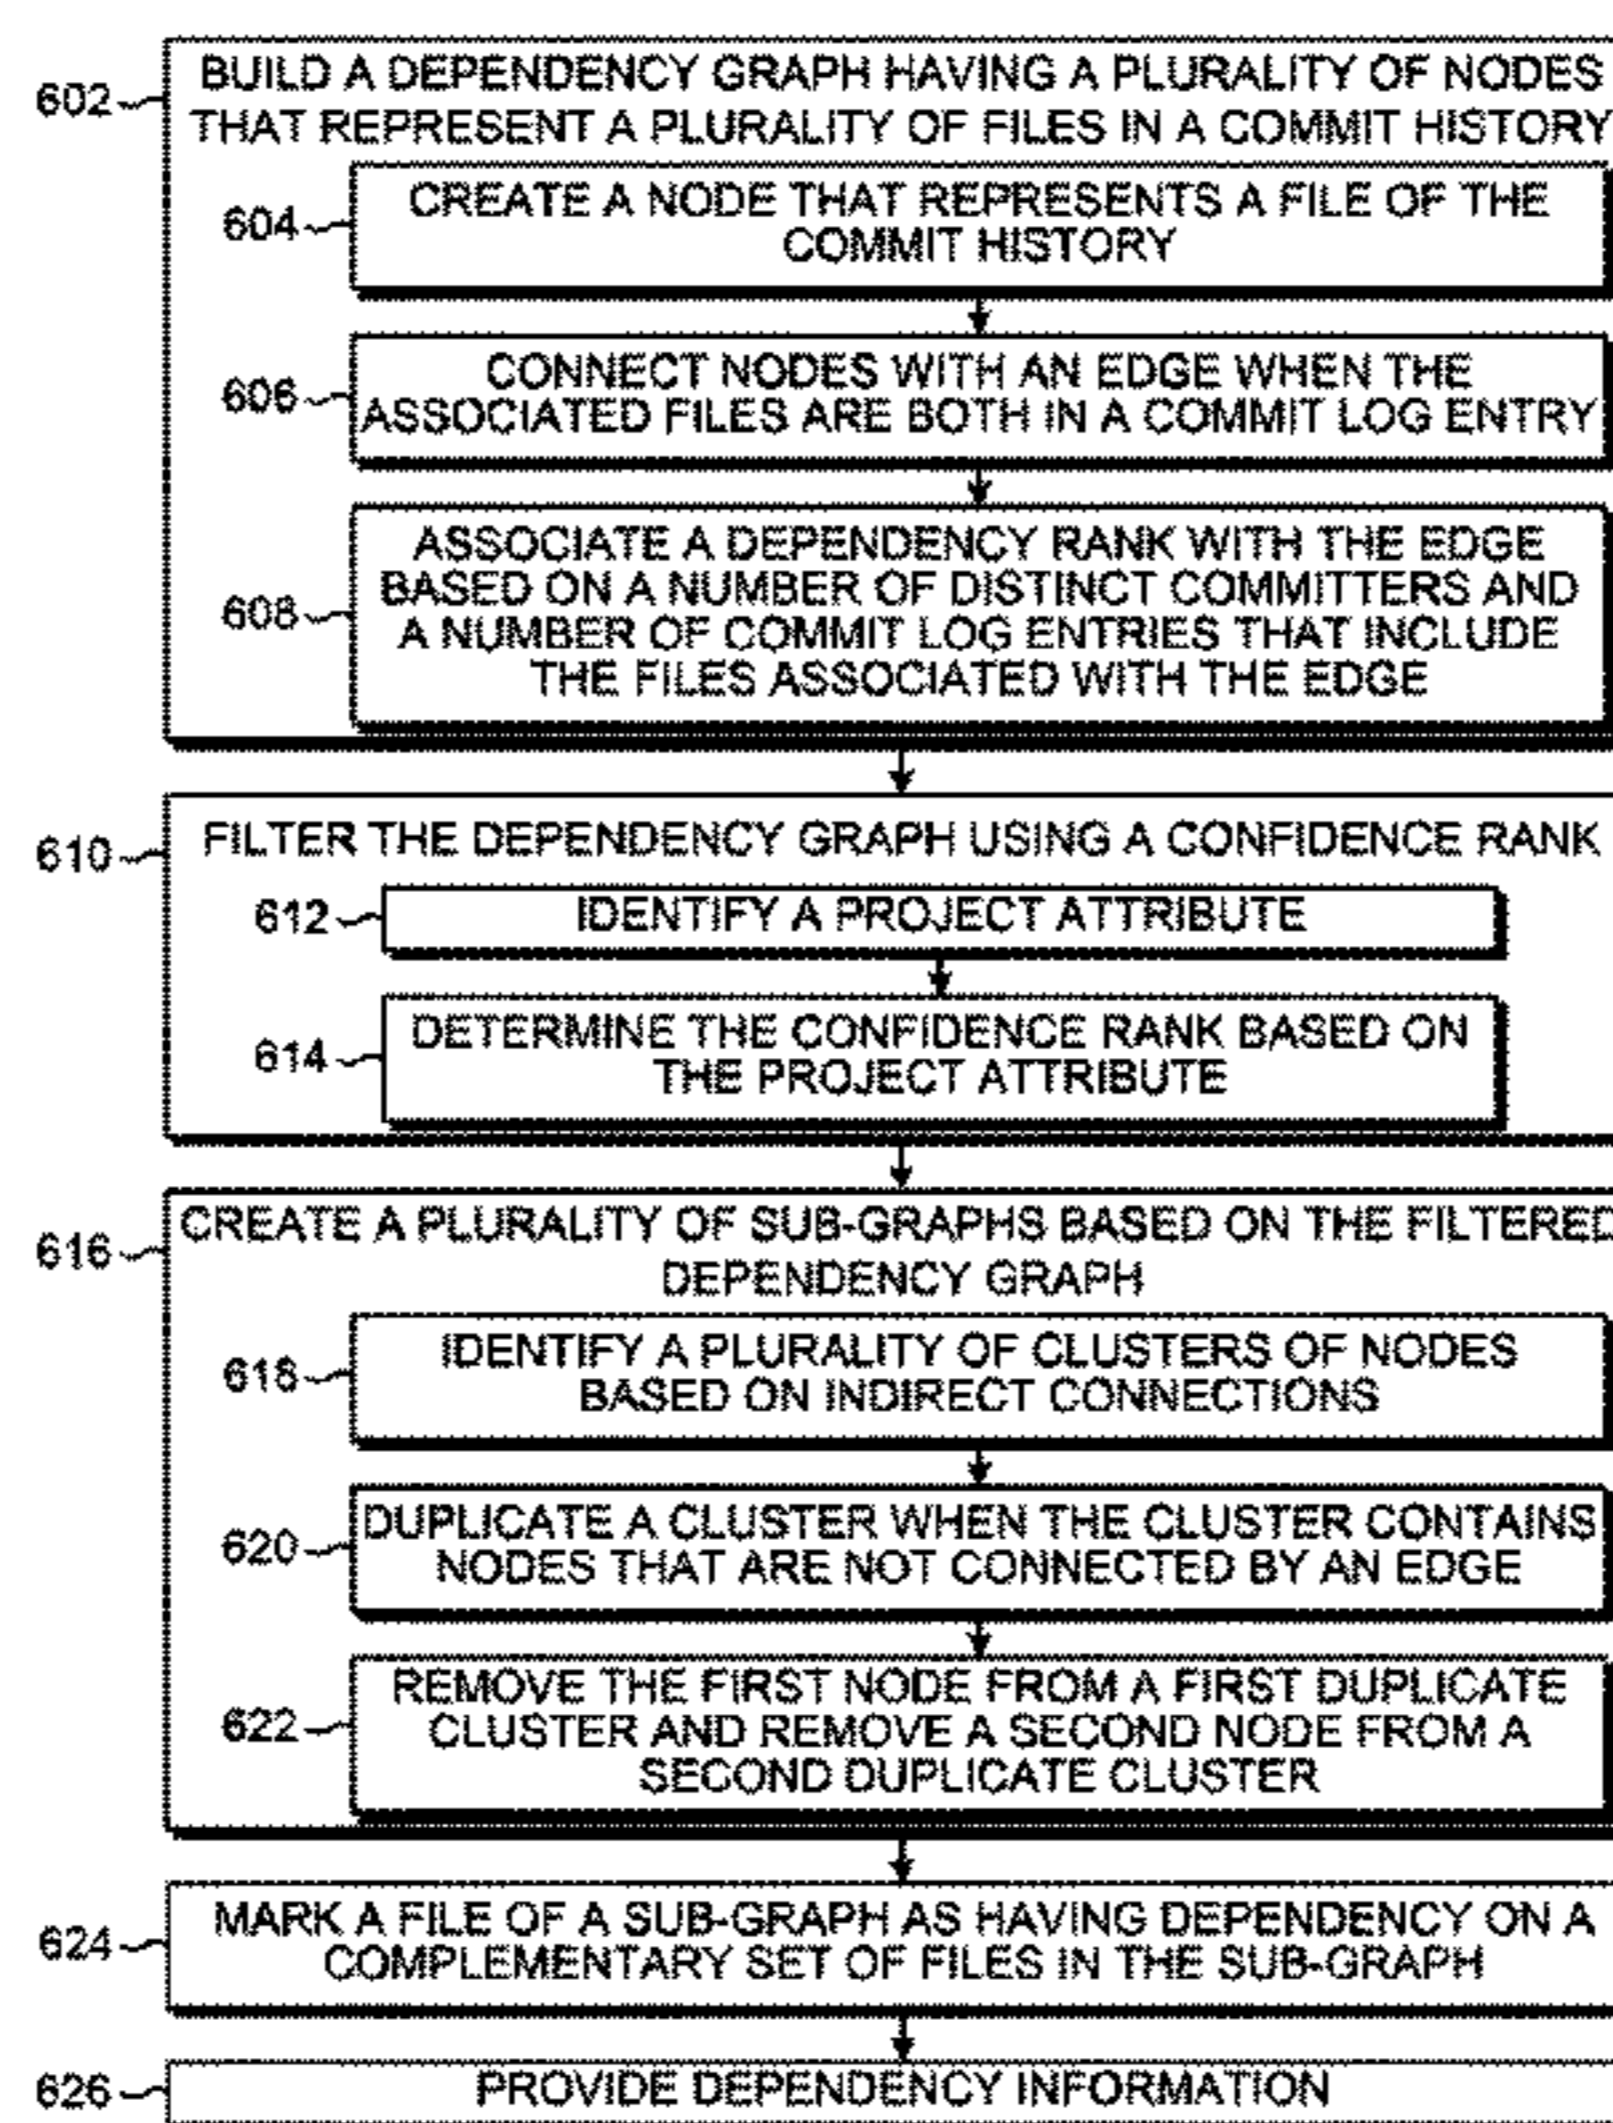 602
BUILD A DEPENDENCY GRAPH HAVING A PLURALITY OF NODES
THAT REPRESENT A PLURALITY OF FILES IN A COMMIT HISTORY
604
CREATE A NODE THAT REPRESENTS A FILE OF THE
COMMIT HISTORY
606
CONNECT NODES WITH AN EDGE WHEN THE
ASSOCIATED FILES ARE BOTH IN A COMMIT LOG ENTRY
608
ASSOCIATE A DEPENDENCY RANK WITH THE EDGE
BASED ON A NUMBER OF DISTINCT COMMITTERS AND
A NUMBER OF COMMIT LOG ENTRIES THAT INCLUDE
THE FILES ASSOCIATED WITH THE EDGE
610
FILTER THE DEPENDENCY GRAPH USING A CONFIDENCE RANK
612
IDENTIFY A PROJECT ATTRIBUTE
614
DETERMINE THE CONFIDENCE RANK BASED ON
THE PROJECT ATTRIBUTE
616
CREATE A PLURALITY OF SUB-GRAPHS BASED ON THE FILTERED
DEPENDENCY GRAPH
618
IDENTIFY A PLURALITY OF CLUSTERS OF NODES
BASED ON INDIRECT CONNECTIONS
620
DUPLICATE A CLUSTER WHEN THE CLUSTER CONTAINS
NODES THAT ARE NOT CONNECTED BY AN EDGE
622
REMOVE THE FIRST NODE FROM A FIRST DUPLICATE
CLUSTER AND REMOVE A SECOND NODE FROM A
SECOND DUPLICATE CLUSTER
624
MARK A FILE OF A SUB-GRAPH AS HAVING DEPENDENCY ON A
COMPLEMENTARY SET OF FILES IN THE SUB-GRAPH
626
PROVIDE DEPENDENCY INFORMATION